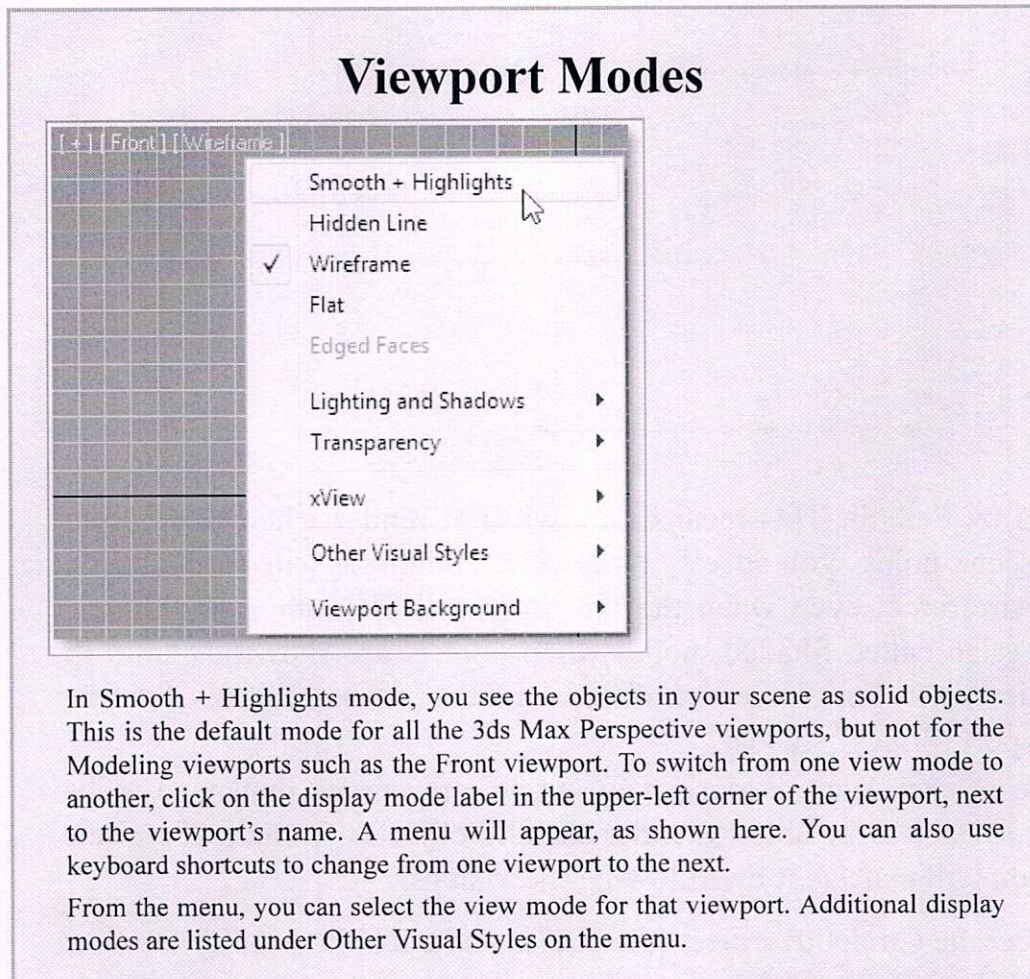 Viewport Modes
[ + ] [ Front ] [ Wireframe ]
Smooth + Highlights
Hidden Line
Wireframe
Flat
Edged Faces
Lighting and Shadows
Transparency
xView
Other Visual Styles
Viewport Background
In Smooth + Highlights mode, you see the objects in your scene as solid objects.
This is the default mode for all the 3ds Max Perspective viewports, but not for the
Modeling viewports such as the Front viewport. To switch from one view mode to
another, click on the display mode label in the upper-left corner of the viewport, next
to the viewport’s name. A menu will appear, as shown here. You can also use
keyboard shortcuts to change from one viewport to the next.
From the menu, you can select the view mode for that viewport. Additional display
modes are listed under Other Visual Styles on the menu.